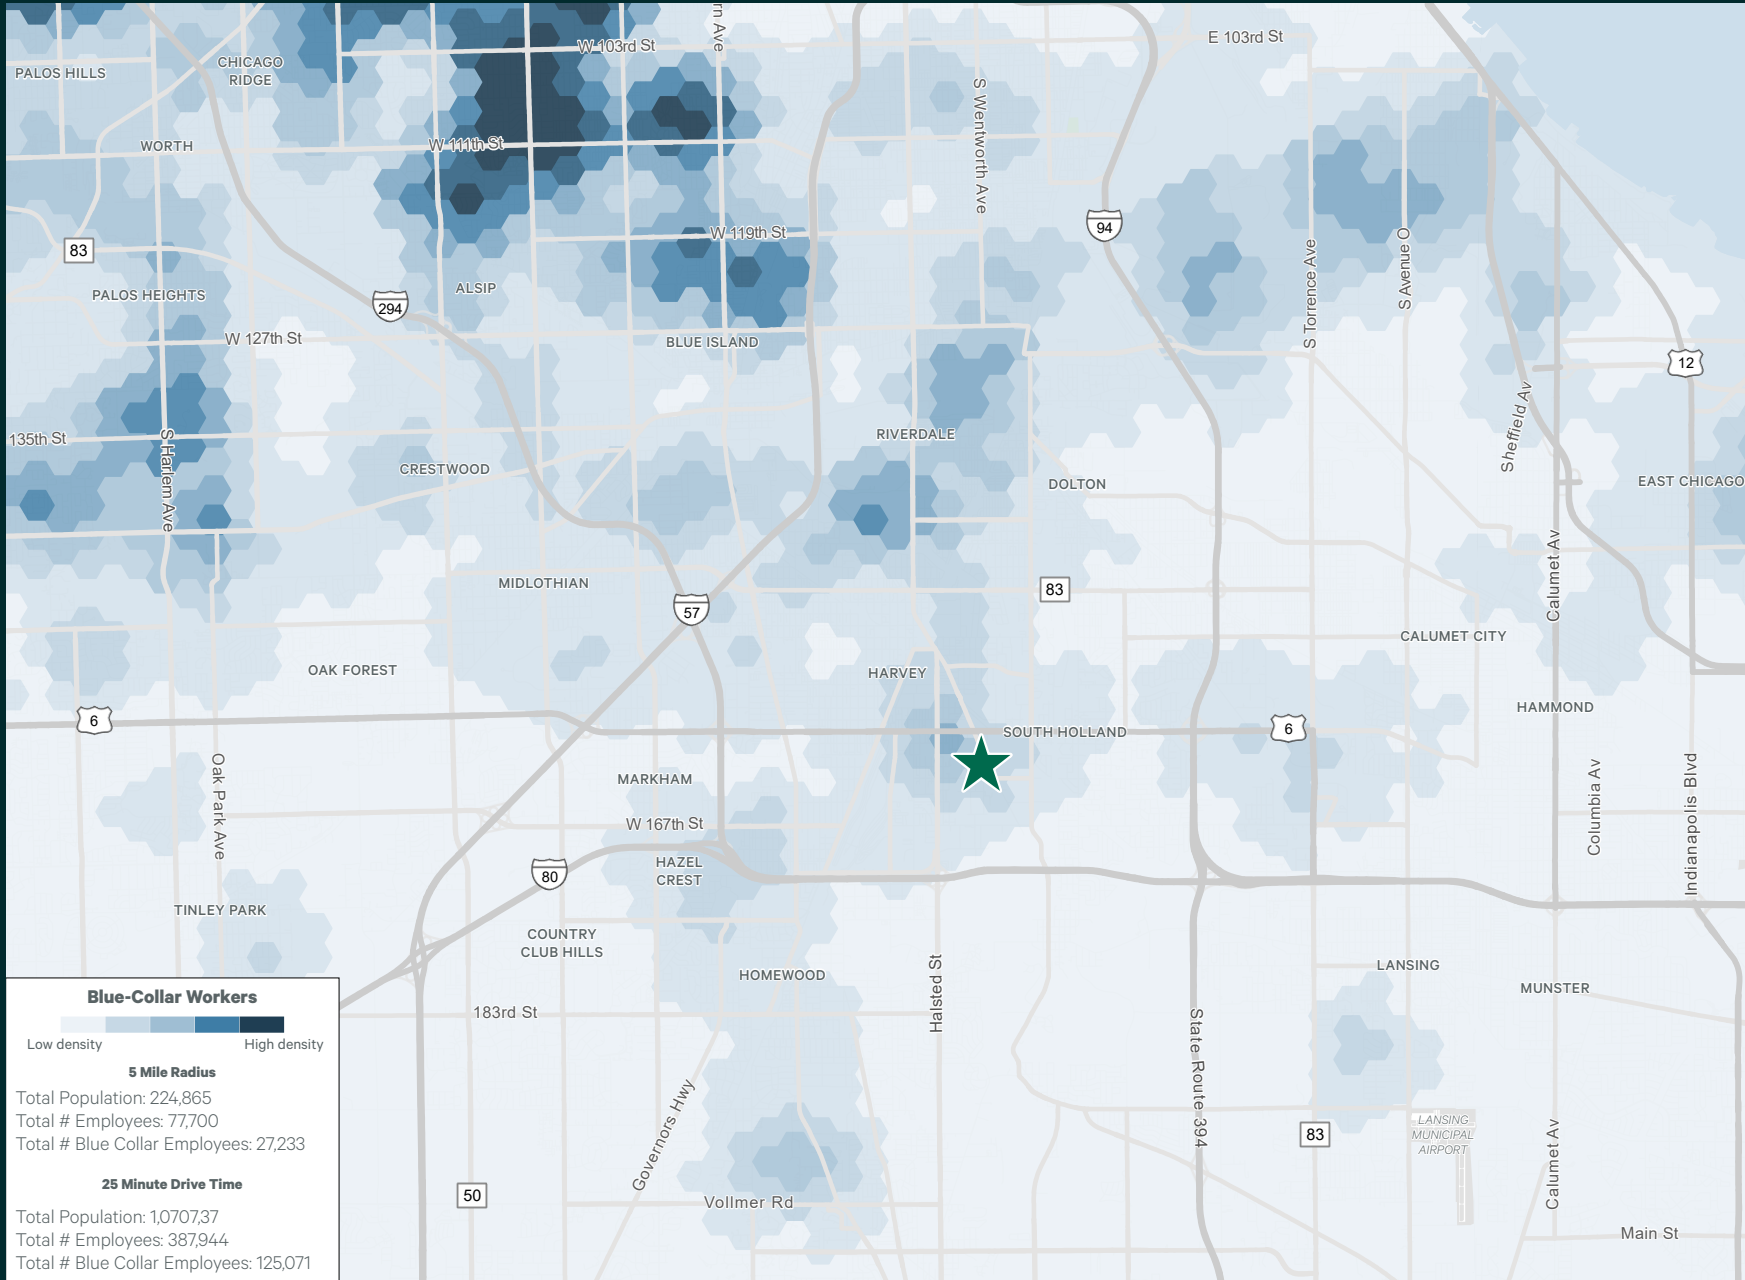 rn Ave
W 103rd St
E 103rd St
PALOS HILLS
CHICAGO
RIDGE
S Wentworth Ave
WORTH
W 111th St
83
94
W 119th St
S Torrence Ave
S Avenue O
PALOS HEIGHTS
ALSIP
294
W 127th St
BLUE ISLAND
12
Sheffield Av
135th St
S Harlem Ave
RIVERDALE
CRESTWOOD
DOLTON
EAST CHICAGO
Calumet Av
MIDLOTHIAN
83
57
CALUMET CITY
OAK FOREST
HARVEY
HAMMOND
6
SOUTH HOLLAND
6
Oak Park Ave
MARKHAM
Columbia Av
Indianapolis Blvd
W 167th St
HAZEL
CREST
80
TINLEY PARK
COUNTRY
CLUB HILLS
HOMEWOOD
Halsted St
LANSING
MUNSTER
183rd St
State Route 394
Governors Hwy
LANSING
MUNICIPAL
AIRPORT
83
Calumet Av
50
Vollmer Rd
Main St
Blue-Collar Workers
Low density High density
5 Mile Radius
Total Population: 224,865
Total # Employees: 77,700
Total # Blue Collar Employees: 27,233
25 Minute Drive Time
Total Population: 1,0707,37
Total # Employees: 387,944
Total # Blue Collar Employees: 125,071